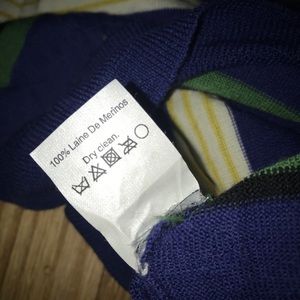 100% Laine De Merinos
Dry clean.